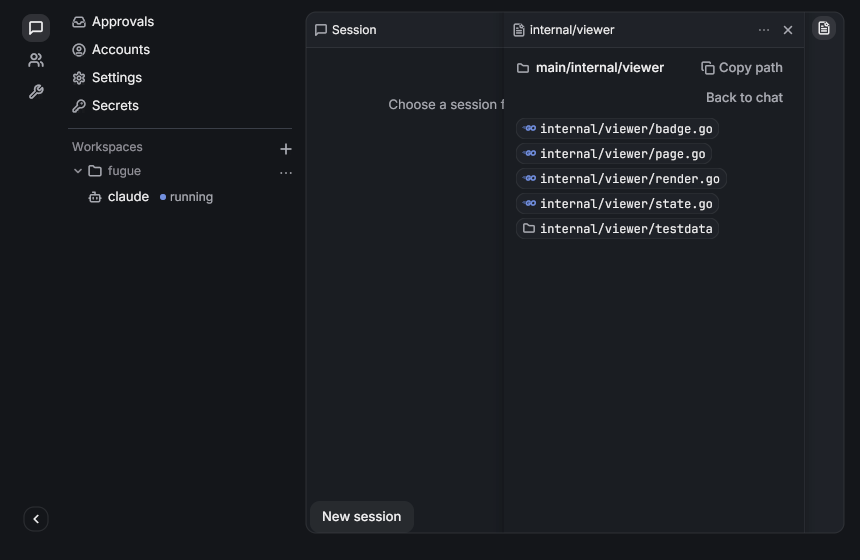 Approvals
Accounts
Settings
Secrets
Workspaces
fugue
claude running
Session
Choose a session f
New session
internal/viewer
main/internal/viewer
Copy path
Back to chat
internal/viewer/badge.go
internal/viewer/page.go
internal/viewer/render.go
internal/viewer/state.go
internal/viewer/testdata